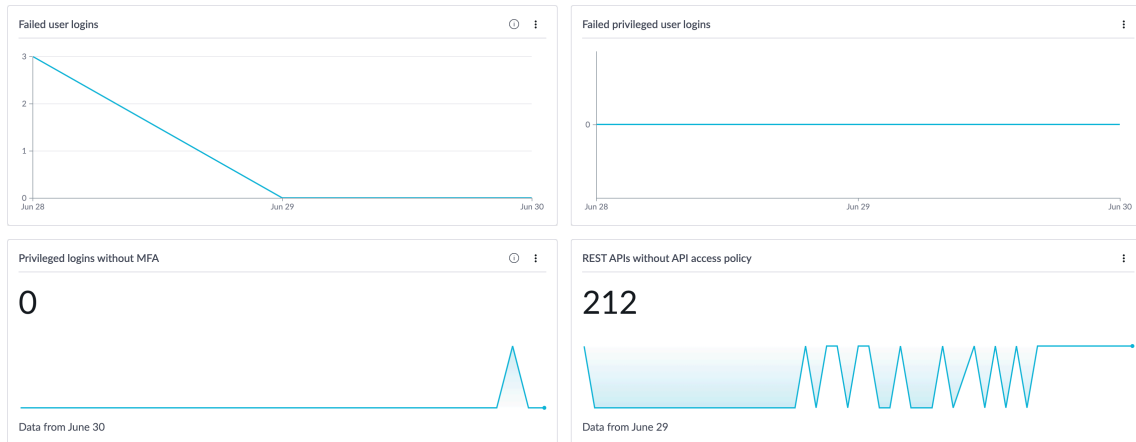 Failed user logins
3
2
1
0
Jun 28 Jun 29 Jun 30
Failed privileged user logins
0
Jun 28 Jun 29 Jun 30
Privileged logins without MFA
0
Data from June 30
REST APIs without API access policy
212
Data from June 29